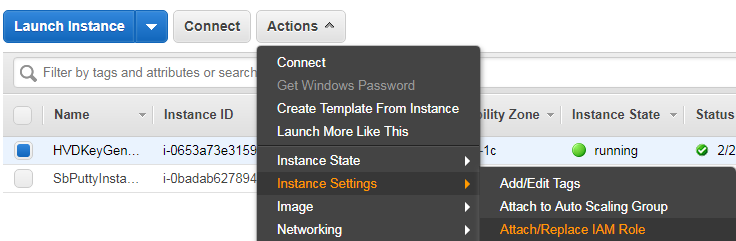 Launch Instance Connect Actions
Filter by tags and attributes or search
Connect
Get Windows Password
Create Template From Instance
Launch More Like This
Name Instance ID bility Zone Instance State Status
HVDKeyGen... i-0653a73e3159 -1c running 2/2
SbPuttyInsta... i-0badab627894
Instance State
Instance Settings
Image
Networking
Add/Edit Tags
Attach to Auto Scaling Group
Attach/Replace IAM Role